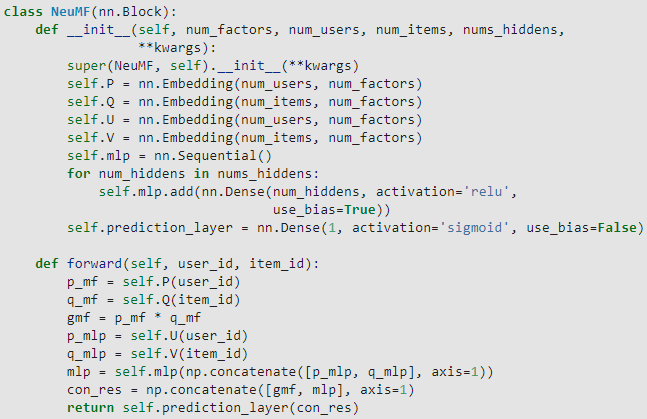 class NeuMF(nn.Block):
    def __init__(self, num_factors, num_users, num_items, nums_hiddens,
                 **kwargs):
        super(NeuMF, self).__init__(**kwargs)
        self.P = nn.Embedding(num_users, num_factors)
        self.Q = nn.Embedding(num_items, num_factors)
        self.U = nn.Embedding(num_users, num_factors)
        self.V = nn.Embedding(num_items, num_factors)
        self.mlp = nn.Sequential()
        for num_hiddens in nums_hiddens:
            self.mlp.add(nn.Dense(num_hiddens, activation='relu',
                                  use_bias=True))
        self.prediction_layer = nn.Dense(1, activation='sigmoid', use_bias=False)

    def forward(self, user_id, item_id):
        p_mf = self.P(user_id)
        q_mf = self.Q(item_id)
        gmf = p_mf * q_mf
        p_mlp = self.U(user_id)
        q_mlp = self.V(item_id)
        mlp = self.mlp(np.concatenate([p_mlp, q_mlp], axis=1))
        con_res = np.concatenate([gmf, mlp], axis=1)
        return self.prediction_layer(con_res)